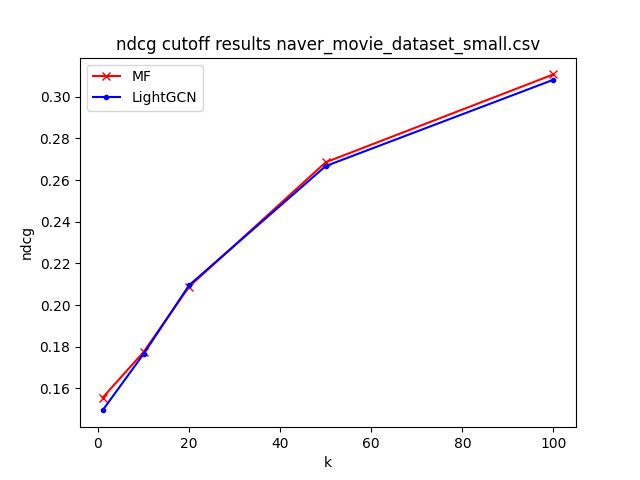 ndcg cutoff results naver_movie_dataset_small.csv
MF
LightGCN
0.30
0.28
0.26
0.24
0.22
0.20
0.18
0.16
ndcg
0 20 40 60 80 100
k